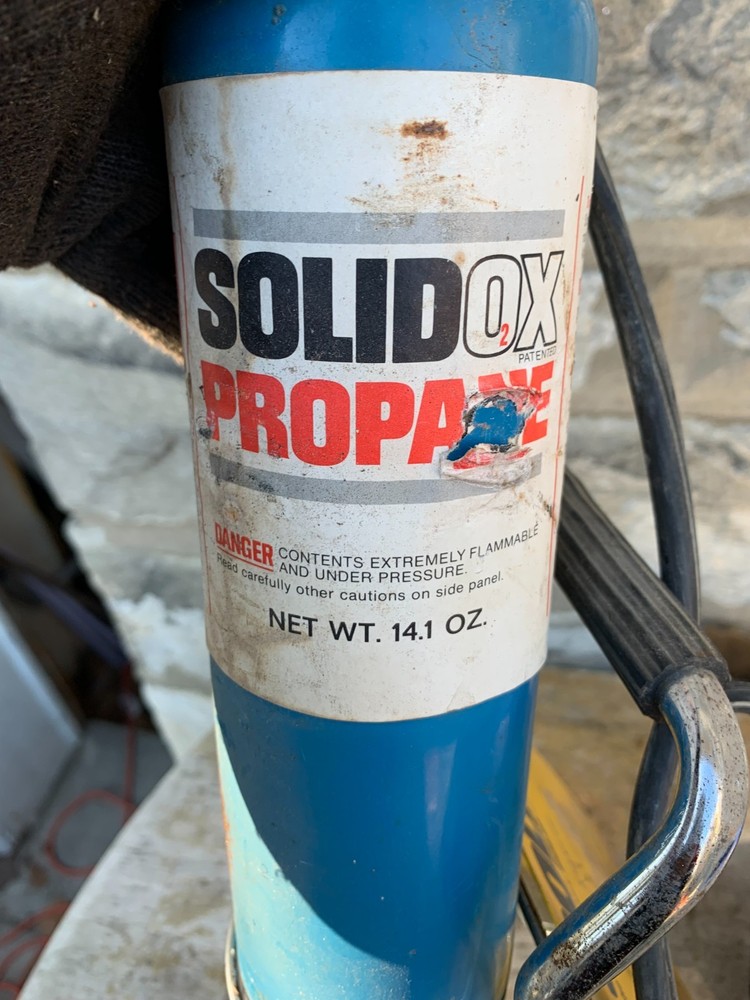 SOLIDOX
2
PATENTED
PROPANE
DANGER CONTENTS EXTREMELY FLAMMABLE
AND UNDER PRESSURE.
Read carefully other cautions on side panel.
NET WT. 14.1 OZ.